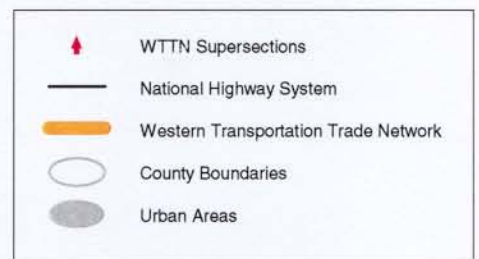 WTTN Supersections
National Highway System
Western Transportation Trade Network
County Boundaries
Urban Areas